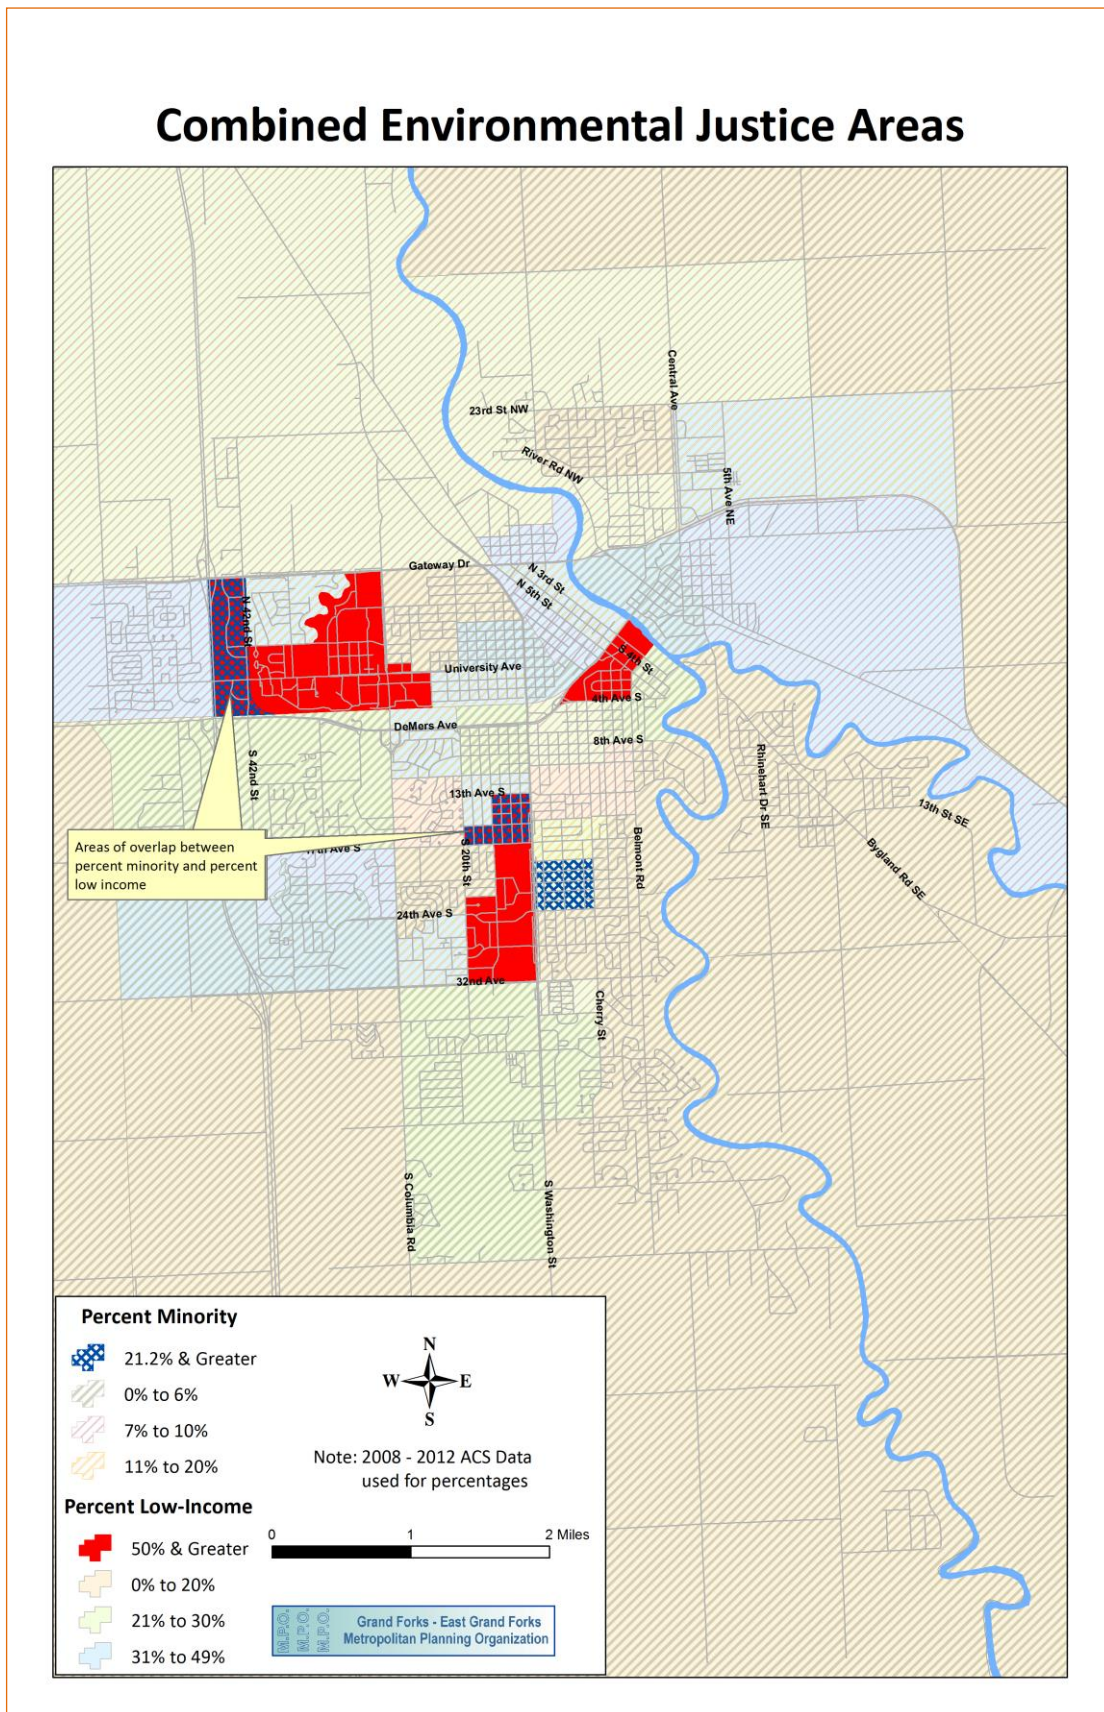 Combined Environmental Justice Areas
Central Ave
23rd St NW
River Rd NW
5th Ave NE
Gateway Dr
N 3rd St
N 5th St
N 42nd St
S 4th St
University Ave
4th Ave S
DeMers Ave
8th Ave S
S 42nd St
Rhinehart Dr SE
13th Ave S
13th St SE
Areas of overlap between
percent minority and percent
low income
Ave S
S 20th St
Belmont Rd
Bygland Rd SE
24th Ave S
32nd Ave
Cherry St
S Columbia Rd
S Washington St
Percent Minority
21.2% & Greater
0% to 6%
7% to 10%
11% to 20%
N
W
E
S
Note: 2008 - 2012 ACS Data
used for percentages
Percent Low-Income
50% & Greater
0% to 20%
21% to 30%
31% to 49%
0
1
2 Miles
M.P.O.
M.P.O.
M.P.O.
Grand Forks - East Grand Forks
Metropolitan Planning Organization